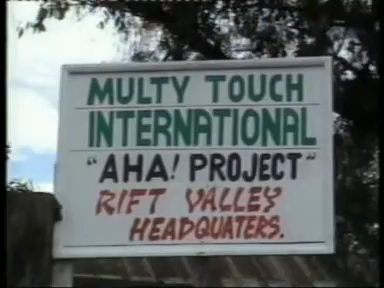 MULTY TOUCH
INTERNATIONAL
"AHA! PROJECT"
RIFT VALLEY
HEADQUATERS.